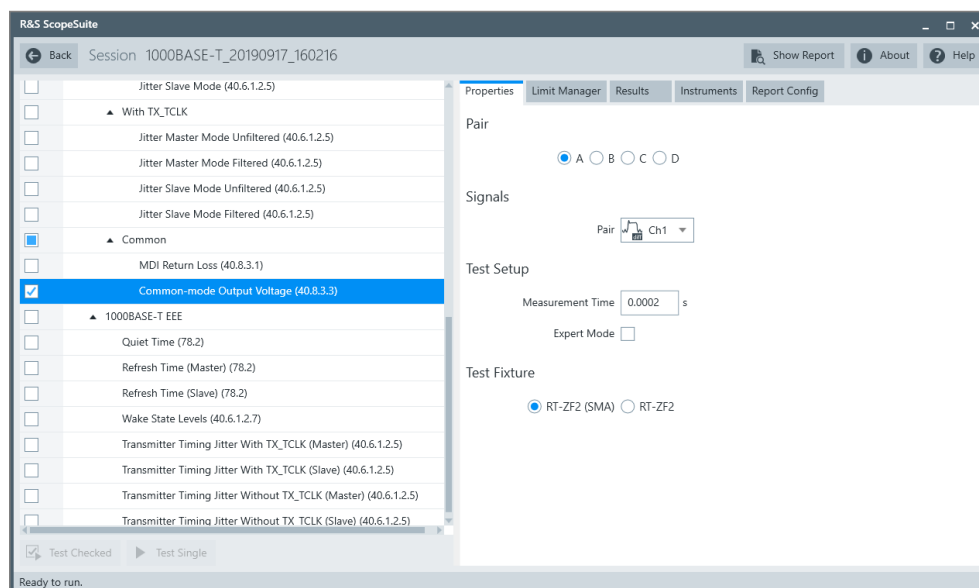 R&S ScopeSuite
Back Session 1000BASE-T_20190917_160216 Show Report About Help
Jitter Slave Mode (40.6.1.2.5)
With TX_TCLK
Jitter Master Mode Unfiltered (40.6.1.2.5)
Jitter Master Mode Filtered (40.6.1.2.5)
Jitter Slave Mode Unfiltered (40.6.1.2.5)
Jitter Slave Mode Filtered (40.6.1.2.5)
Common
MDI Return Loss (40.8.3.1)
Common-mode Output Voltage (40.8.3.3)
1000BASE-T EEE
Quiet Time (78.2)
Refresh Time (Master) (78.2)
Refresh Time (Slave) (78.2)
Wake State Levels (40.6.1.2.7)
Transmitter Timing Jitter With TX_TCLK (Master) (40.6.1.2.5)
Transmitter Timing Jitter With TX_TCLK (Slave) (40.6.1.2.5)
Transmitter Timing Jitter Without TX_TCLK (Master) (40.6.1.2.5)
Transmitter Timing Jitter Without TX_TCLK (Slave) (40.6.1.2.5)
Test Checked Test Single
Properties Limit Manager Results Instruments Report Config
Pair
A B C D
Signals
Pair Ch1
Test Setup
Measurement Time 0.0002 s
Expert Mode
Test Fixture
RT-ZF2 (SMA) RT-ZF2
Ready to run.